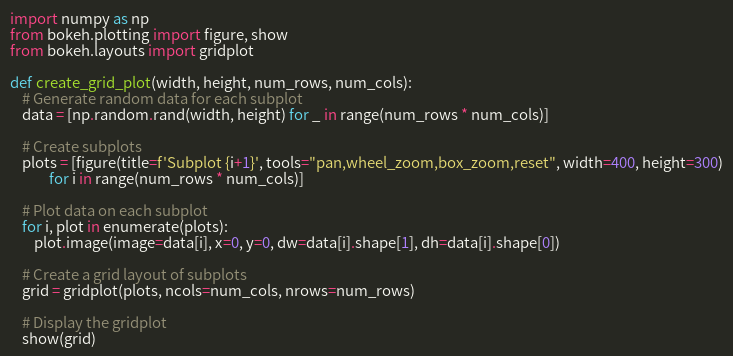 import numpy as np
from bokeh.plotting import figure, show
from bokeh.layouts import gridplot
def create_grid_plot(width, height, num_rows, num_cols):
# Generate random data for each subplot
data = [np.random.rand(width, height) for _ in range(num_rows * num_cols)]
# Create subplots
plots = [figure(title=f'Subplot {i+1}', tools="pan,wheel_zoom,box_zoom,reset", width=400, height=300)
for i in range(num_rows * num_cols)]
# Plot data on each subplot
for i, plot in enumerate(plots):
plot.image(image=data[i], x=0, y=0, dw=data[i].shape[1], dh=data[i].shape[0])
# Create a grid layout of subplots
grid = gridplot(plots, ncols=num_cols, nrows=num_rows)
# Display the gridplot
show(grid)